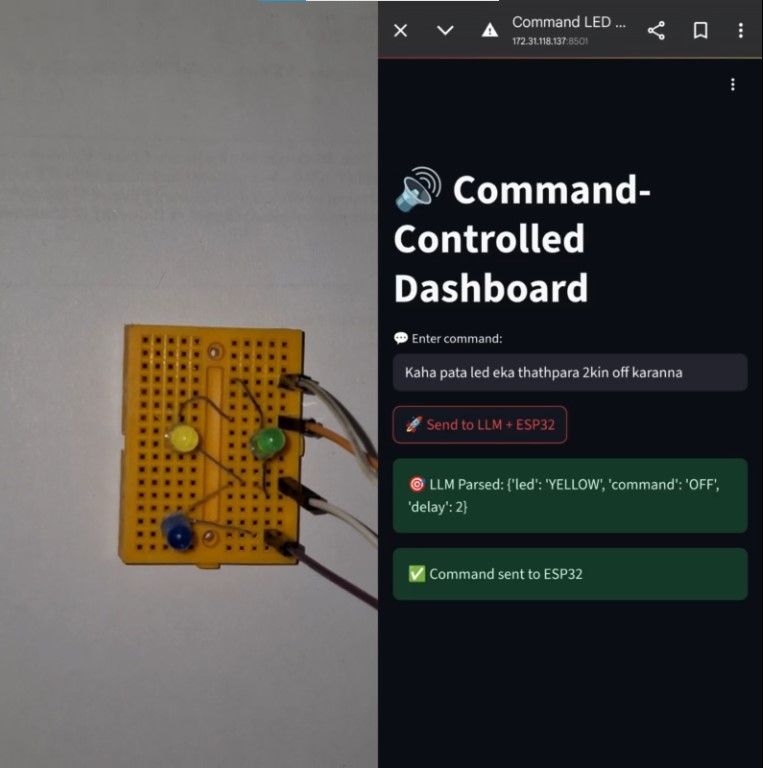 Command LED ...
172.31.118.137:8501
🔊 Command-
Controlled
Dashboard
💬 Enter command:
Kaha pata led eka thathpara 2kin off karanna
🚀 Send to LLM + ESP32
🎯 LLM Parsed: {'led': 'YELLOW', 'command': 'OFF',
'delay': 2}
✅ Command sent to ESP32